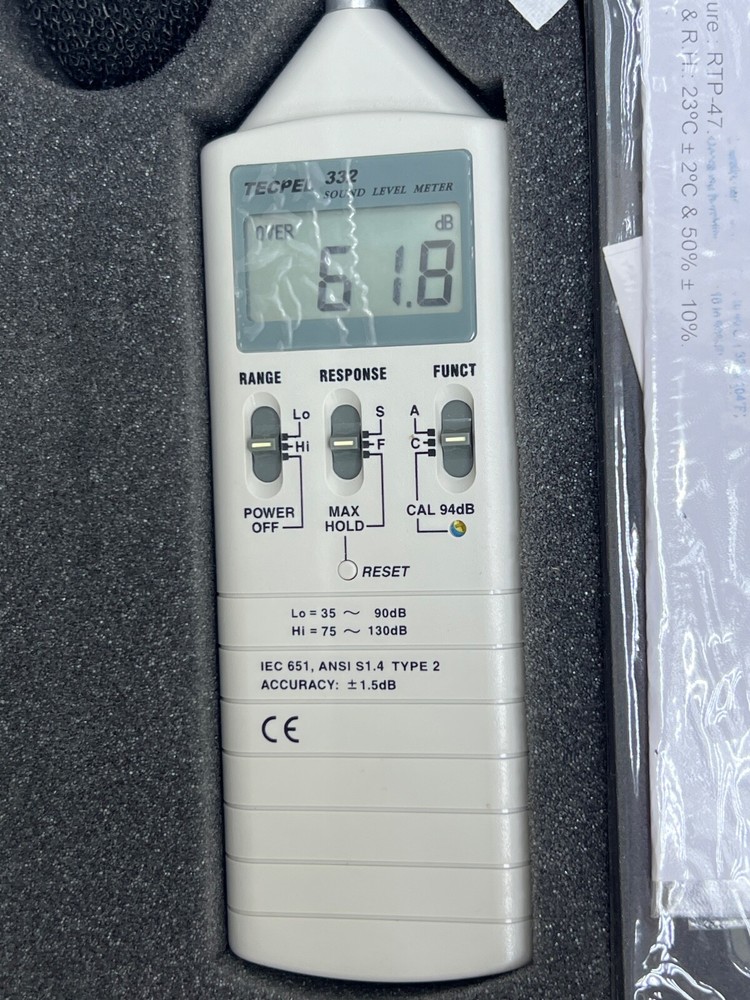 TECPEL 332
SOUND LEVEL METER
OVER dB
61.8
RANGE RESPONSE FUNCT
Lo S A
Hi F C
POWER OFF
MAX HOLD
CAL 94dB
RESET
Lo = 35 ～ 90dB
Hi = 75 ～ 130dB
IEC 651, ANSI S1.4 TYPE 2
ACCURACY: ±1.5dB
CE
ure.. RTP-47
& R.H.: 23ºC ± 2ºC & 50% ± 10%